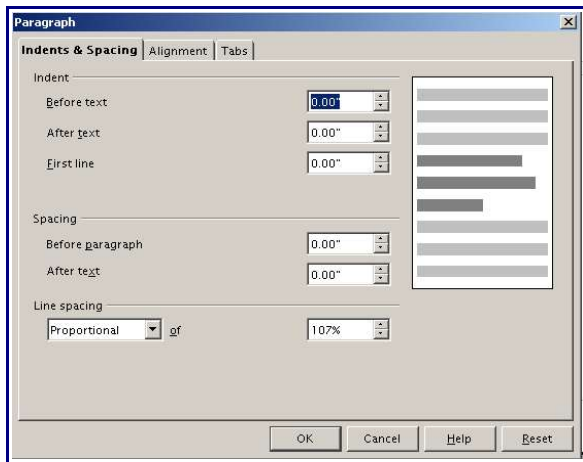 Paragraph
Indents & Spacing Alignment Tabs
Indent
Before text 0.00"
After text 0.00"
First line 0.00"
Spacing
Before paragraph 0.00"
After text 0.00"
Line spacing
Proportional of 107%
OK Cancel Help Reset